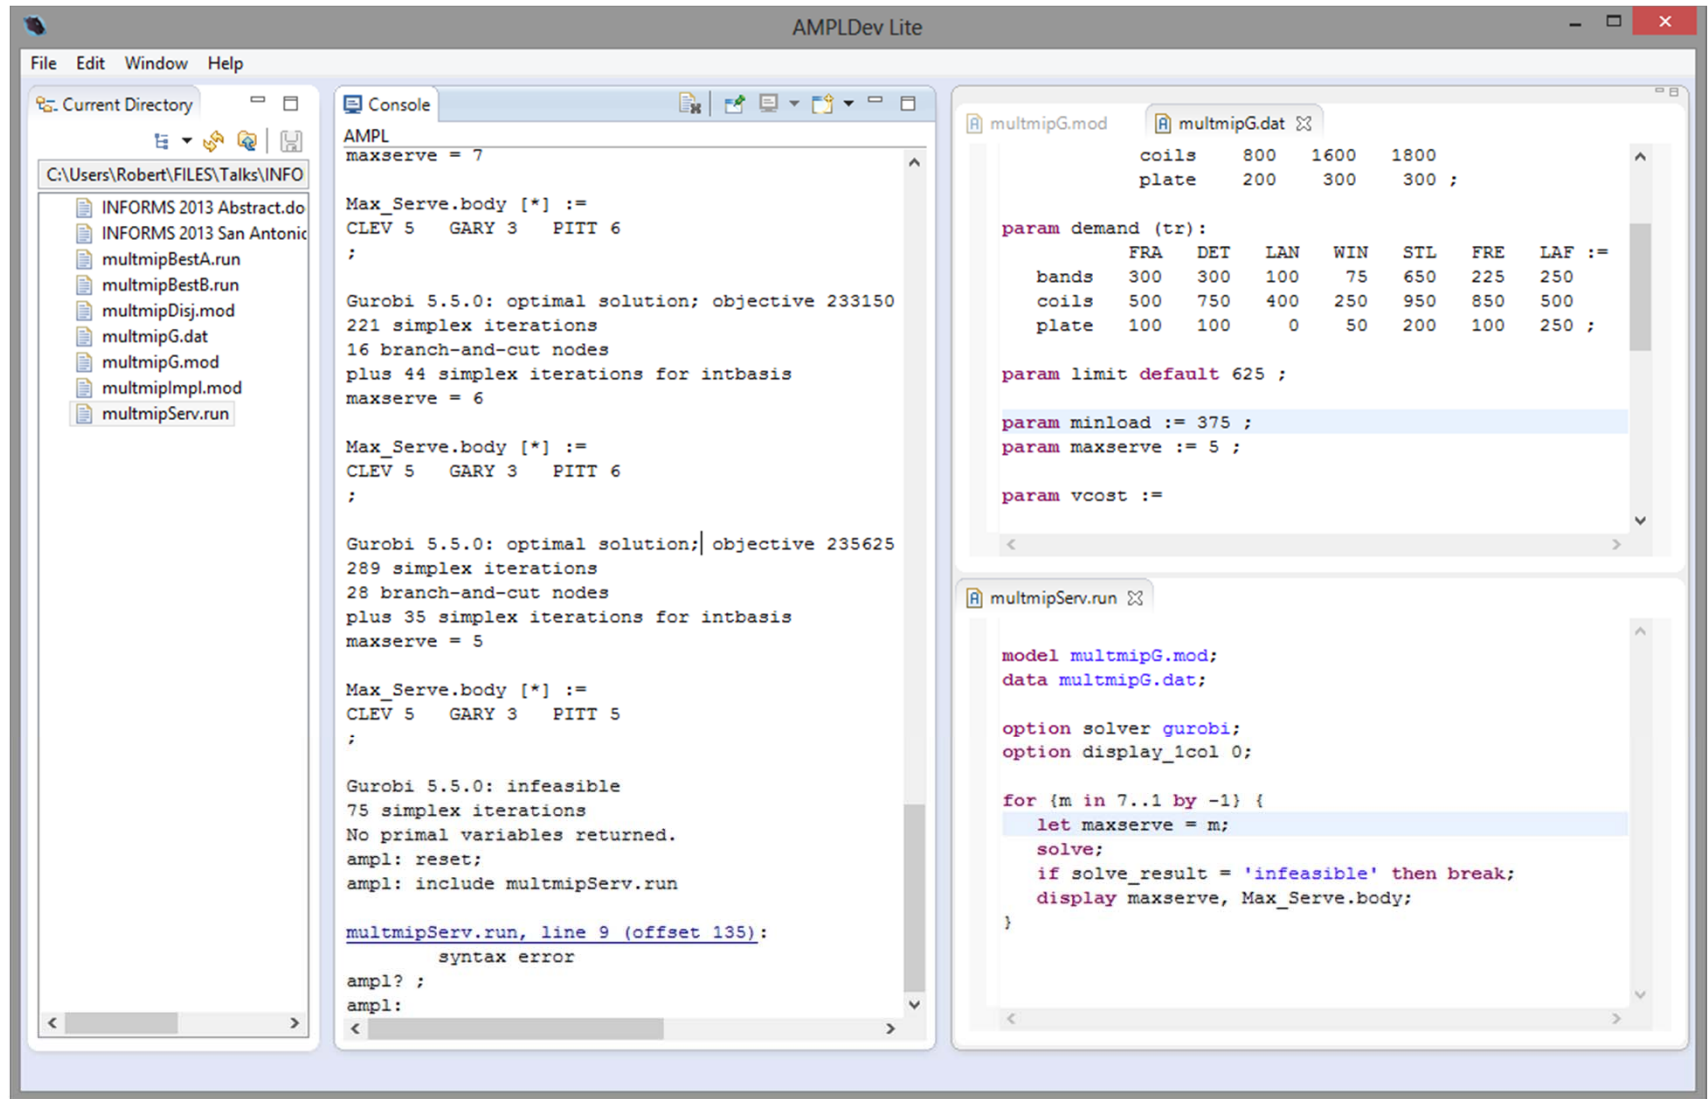 AMPLDev Lite
File Edit Window Help
Current Directory
C:\Users\Robert\FILES\Talks\INFO
INFORMS 2013 Abstract.do
INFORMS 2013 San Antonic
multmipBestA.run
multmipBestB.run
multmipDisj.mod
multmipG.dat
multmipG.mod
multmipImpl.mod
multmipServ.run
Console
AMPL
maxserve = 7
Max_Serve.body [*] :=
CLEV 5 GARY 3 PITT 6
;
Gurobi 5.5.0: optimal solution; objective 233150
221 simplex iterations
16 branch-and-cut nodes
plus 44 simplex iterations for intbasis
maxserve = 6
Max_Serve.body [*] :=
CLEV 5 GARY 3 PITT 6
;
Gurobi 5.5.0: optimal solution; objective 235625
289 simplex iterations
28 branch-and-cut nodes
plus 35 simplex iterations for intbasis
maxserve = 5
Max_Serve.body [*] :=
CLEV 5 GARY 3 PITT 5
;
Gurobi 5.5.0: infeasible
75 simplex iterations
No primal variables returned.
ampl: reset;
ampl: include multmipServ.run
multmipServ.run, line 9 (offset 135):
syntax error
ampl? ;
ampl:
multmipG.mod multmipG.dat
coils 800 1600 1800
plate 200 300 300 ;
param demand (tr):
FRA DET LAN WIN STL FRE LAF :=
bands 300 300 100 75 650 225 250
coils 500 750 400 250 950 850 500
plate 100 100 0 50 200 100 250 ;
param limit default 625 ;
param minload := 375 ;
param maxserve := 5 ;
param vcost :=
multmipServ.run
model multmipG.mod;
data multmipG.dat;
option solver gurobi;
option display_1col 0;
for {m in 7..1 by -1} {
let maxserve = m;
solve;
if solve_result = 'infeasible' then break;
display maxserve, Max_Serve.body;
}